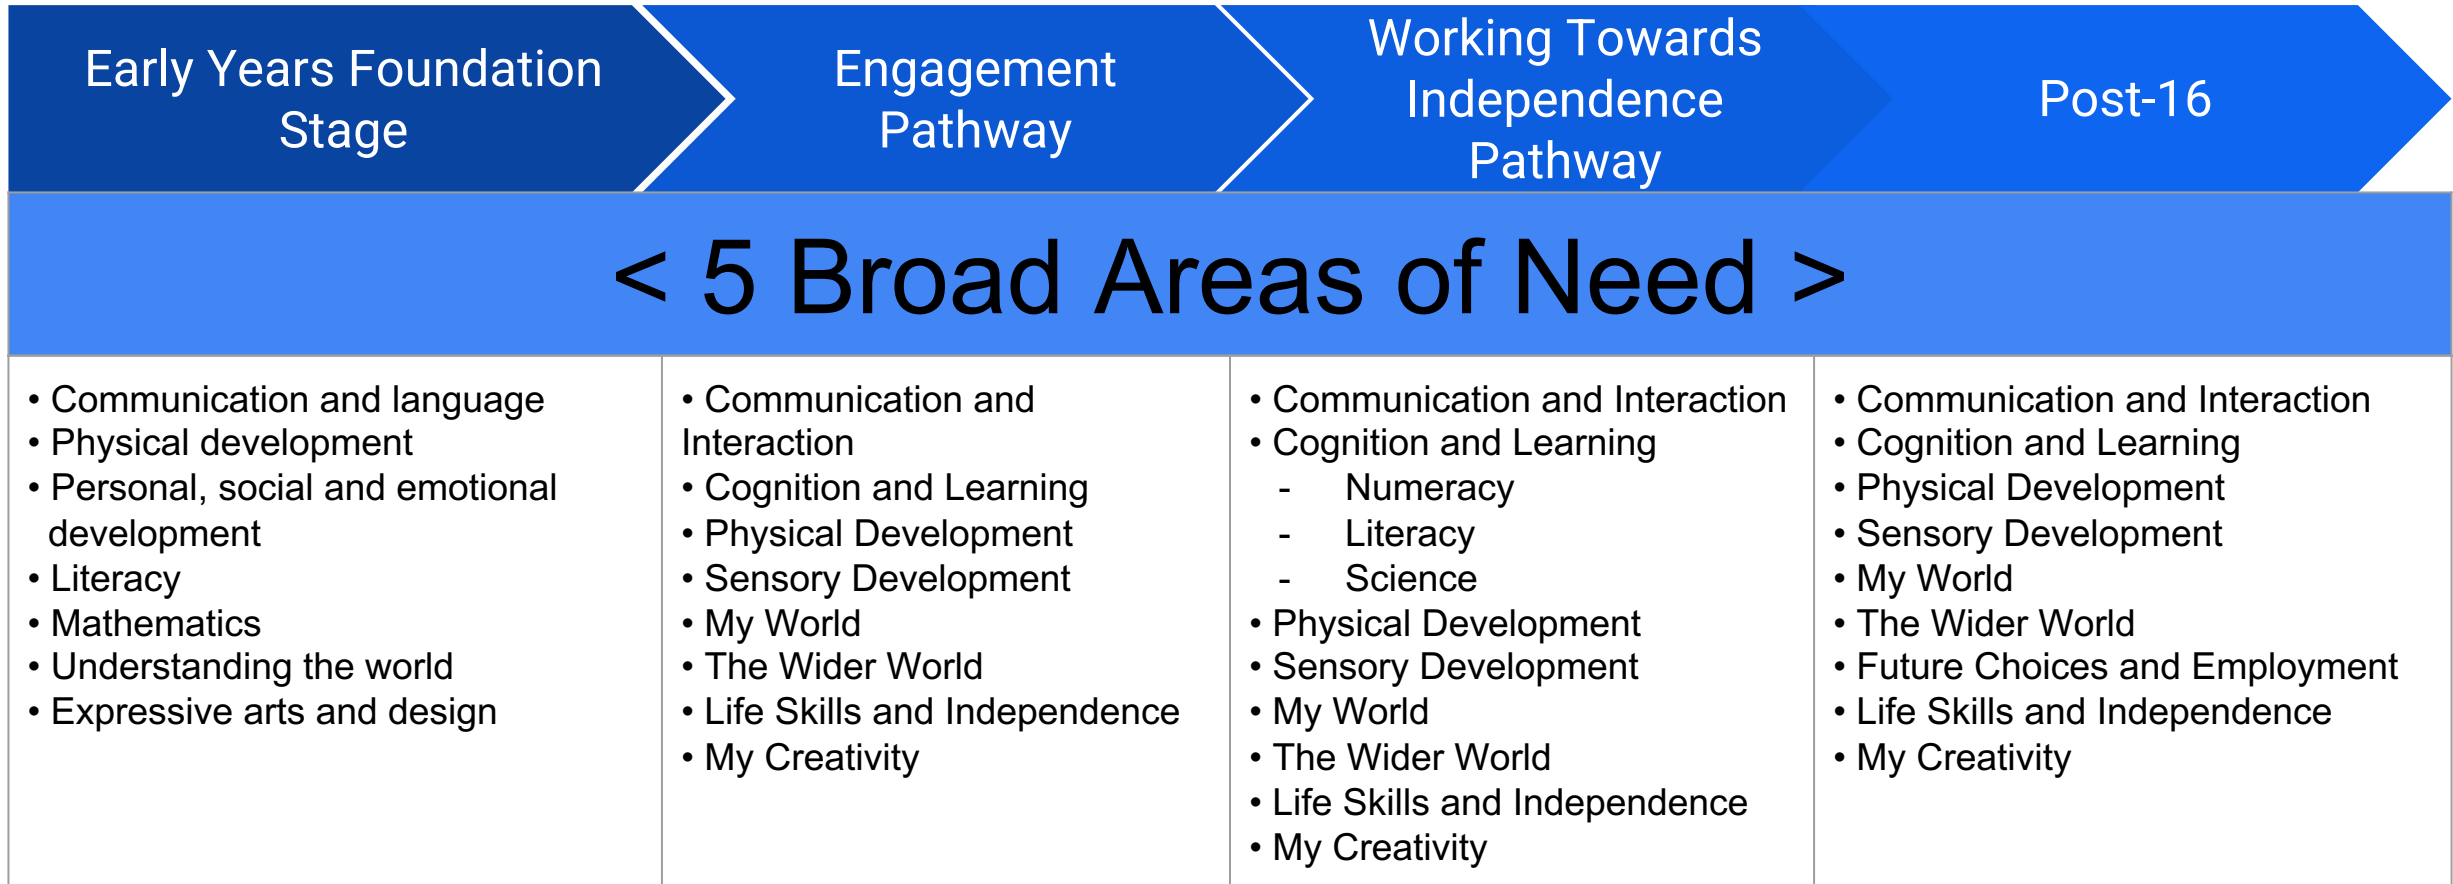 Early Years Foundation
Stage
Engagement
Pathway
Working Towards
Independence
Pathway
Post-16
< 5 Broad Areas of Need >
• Communication and language
• Physical development
• Personal, social and emotional
development
• Literacy
• Mathematics
• Understanding the world
• Expressive arts and design
• Communication and
Interaction
• Cognition and Learning
• Physical Development
• Sensory Development
• My World
• The Wider World
• Life Skills and Independence
• My Creativity
• Communication and Interaction
• Cognition and Learning
- Numeracy
- Literacy
- Science
• Physical Development
• Sensory Development
• My World
• The Wider World
• Life Skills and Independence
• My Creativity
• Communication and Interaction
• Cognition and Learning
• Physical Development
• Sensory Development
• My World
• The Wider World
• Future Choices and Employment
• Life Skills and Independence
• My Creativity